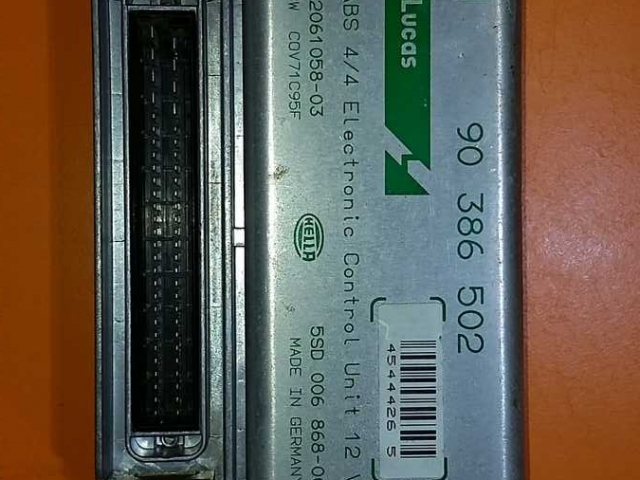 Lucas
90 386 502
ABS 4/4 Electronic Control Unit 12 V
2061058-03
W COV71C95F
HELLA
5SD 006 868-0
MADE IN GERMANY
4544426 5